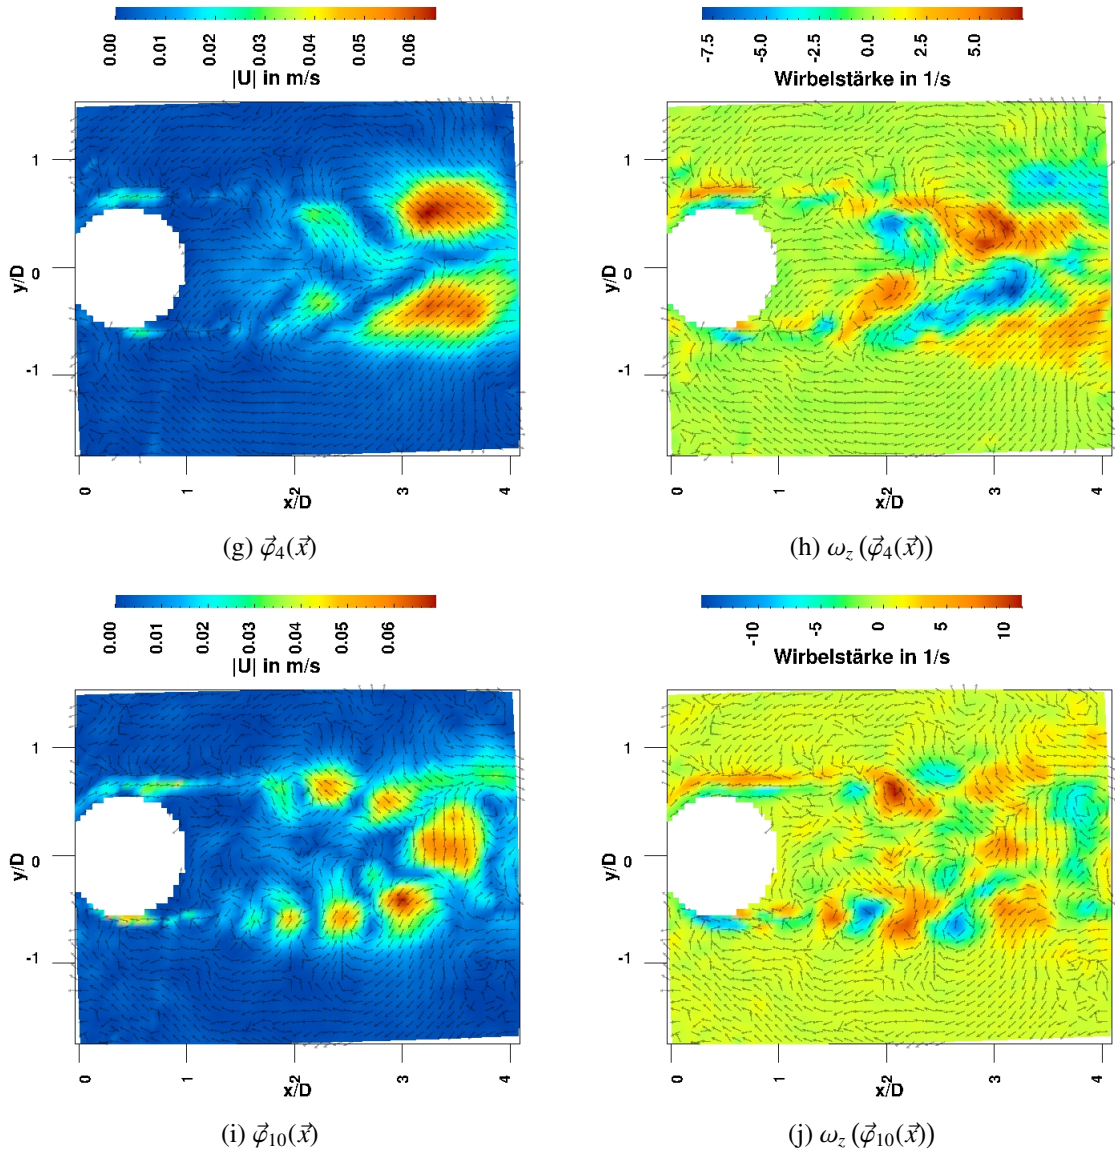 0.00 0.01 0.02 0.03 0.04 0.05 0.06
|U| in m/s
1
0
-1
y/D
0 1 2 3 4
x/D
(g) φ⃗₄(x⃗)
-7.5 -5.0 -2.5 0.0 2.5 5.0
Wirbelstärke in 1/s
1
0
-1
y/D
0 1 2 3 4
x/D
(h) ω_z (φ⃗₄(x⃗))
0.00 0.01 0.02 0.03 0.04 0.05 0.06
|U| in m/s
1
0
-1
y/D
0 1 2 3 4
x/D
(i) φ⃗₁₀(x⃗)
-10 -5 0 5 10
Wirbelstärke in 1/s
1
0
-1
y/D
0 1 2 3 4
x/D
(j) ω_z (φ⃗₁₀(x⃗))